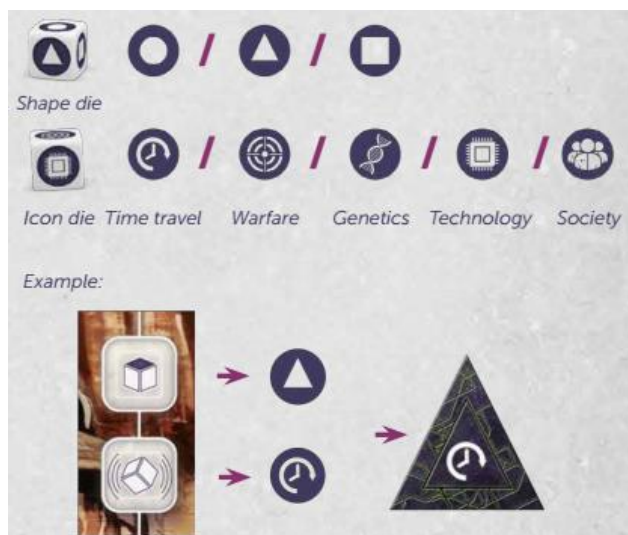 Shape die
Icon die Time travel Warfare Genetics Technology Society
Example: